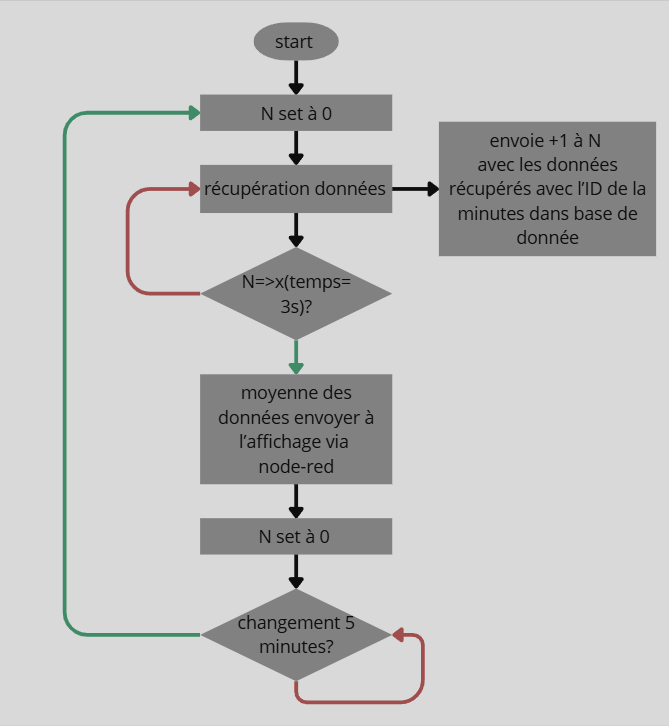 start
N set à 0
envoie +1 à N
avec les données
récupérés avec l'ID de la
minutes dans base de
donnée
récupération données
N=>x(temps=
3s)?
moyenne des
données envoyer à
l'affichage via
node-red
N set à 0
changement 5
minutes?